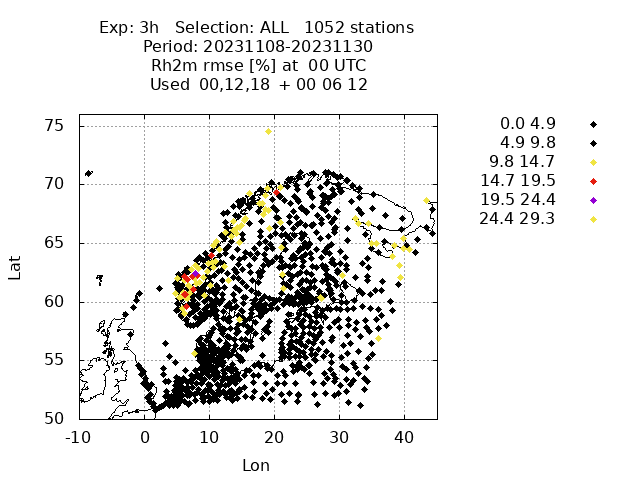 Exp: 3h Selection: ALL 1052 stations
Period: 20231108-20231130
Rh2m rmse [%] at 00 UTC
Used 00,12,18 + 00 06 12
0.0 4.9
4.9 9.8
9.8 14.7
14.7 19.5
19.5 24.4
24.4 29.3
75
70
65
60
55
50
Lat
-10 0 10 20 30 40
Lon